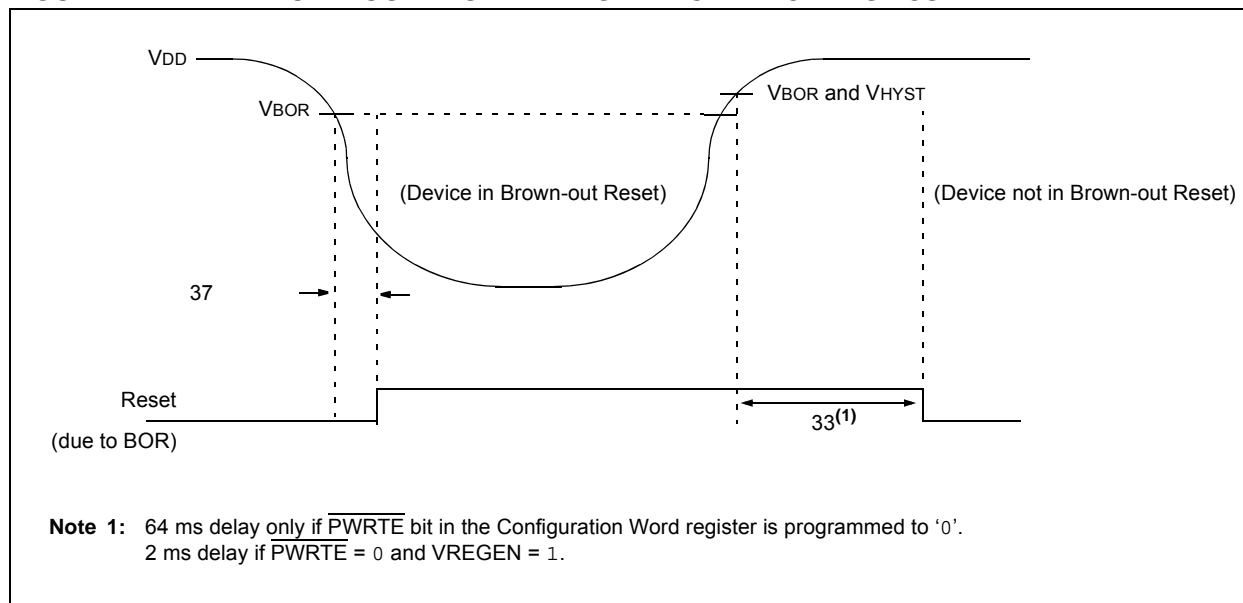 VDD
VBOR and VHYST
VBOR
(Device in Brown-out Reset)
(Device not in Brown-out Reset)
37
Reset
33(1)
(due to BOR)
Note 1: 64 ms delay only if PWRTE bit in the Configuration Word register is programmed to ‘0’.
2 ms delay if PWRTE = 0 and VREGEN = 1.